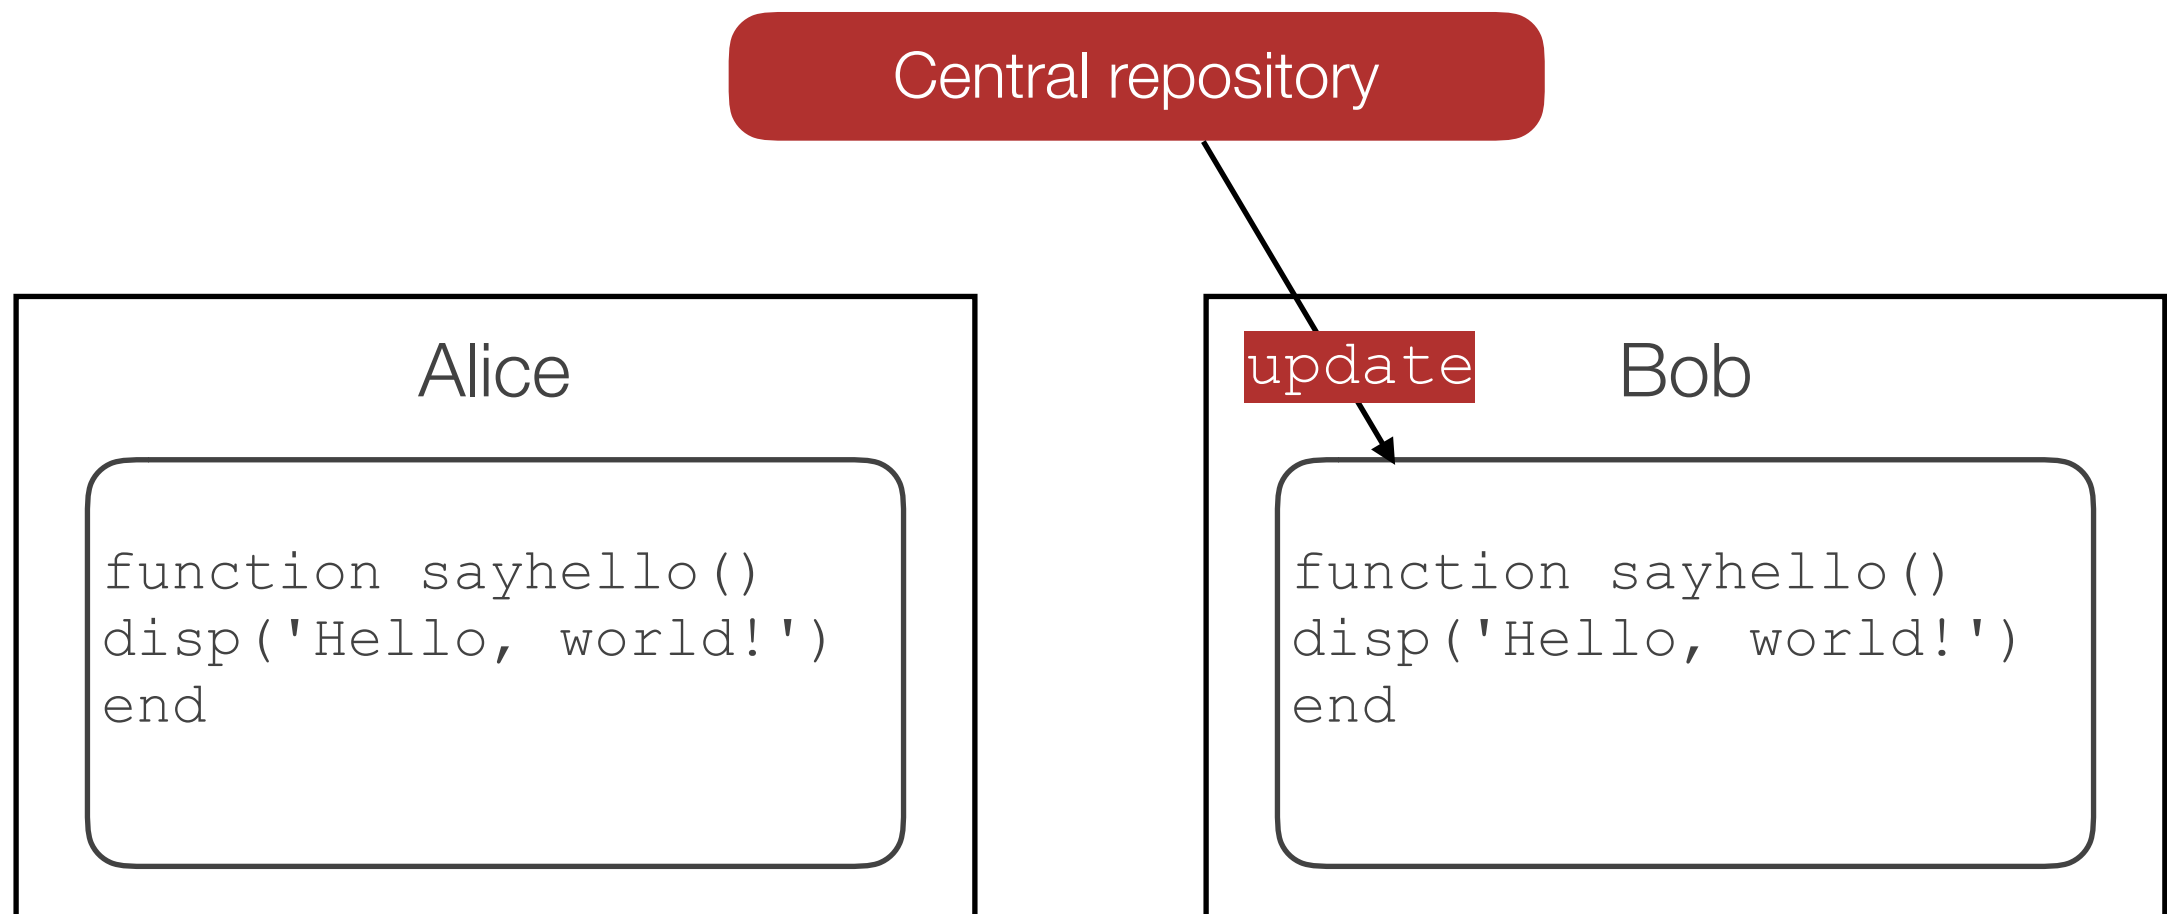 Central repository
Alice
function sayhello()
disp('Hello, world!')
end
update
Bob
function sayhello()
disp('Hello, world!')
end